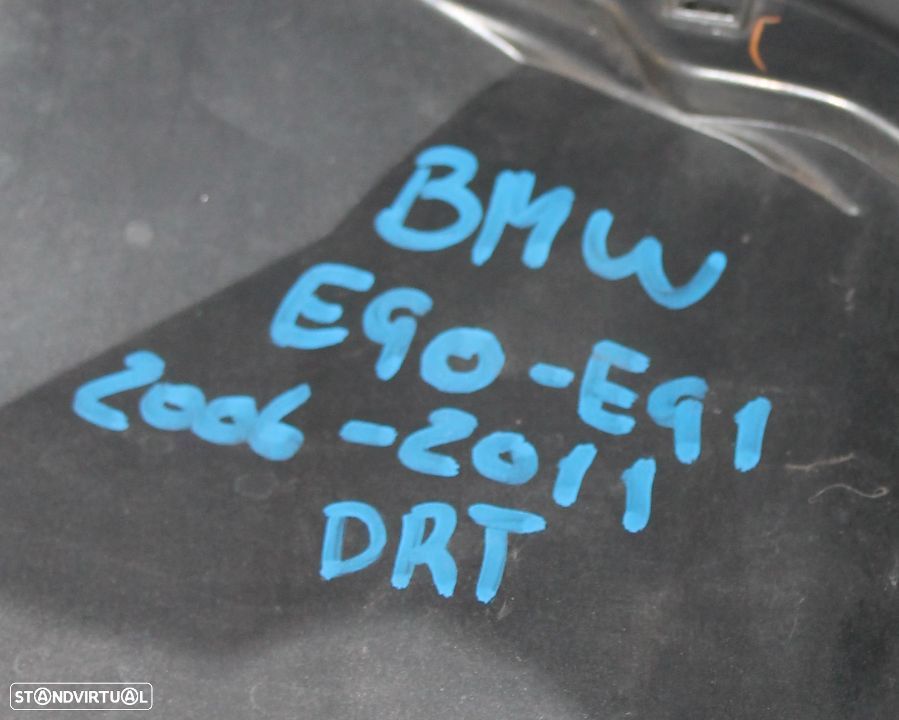 BMW
E90-E91
2006-2011
DRT
STANDVIRTUAL